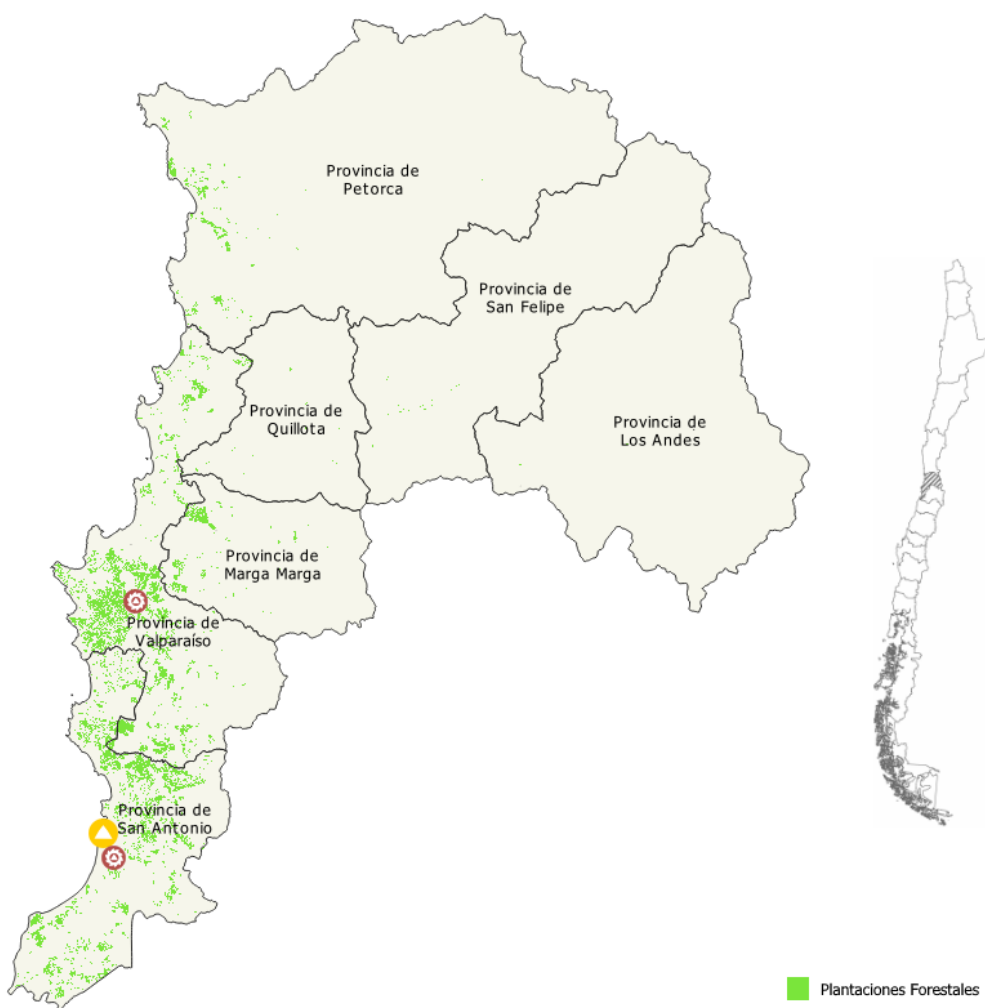 Provincia de
Petorca
Provincia de
San Felipe
Provincia de
Quillota
Provincia de
Los Andes
Provincia de
Marga Marga
Provincia de
Valparaíso
Provincia de
San Antonio
Plantaciones Forestales